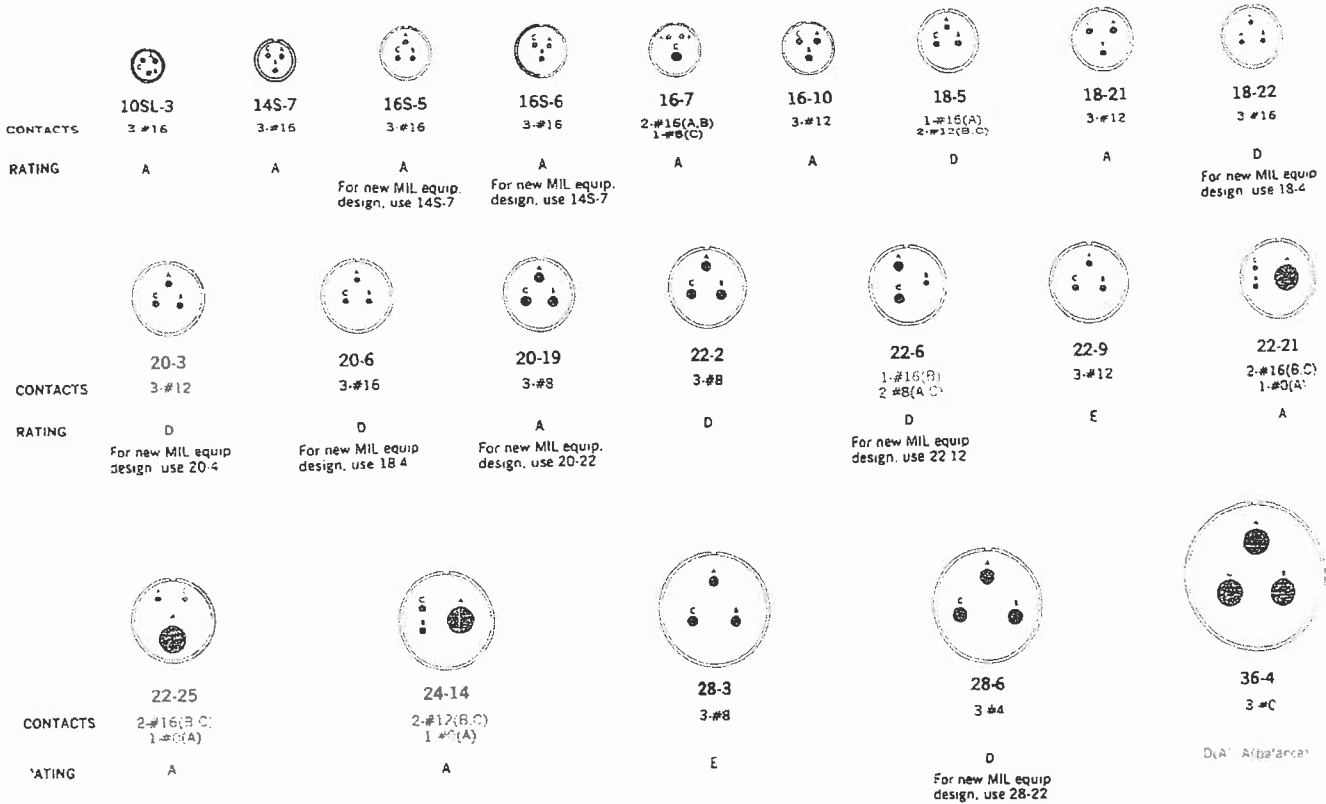 10SL-3 14S-7 16S-5 16S-6 16-7 16-10 18-5 18-21 18-22
CONTACTS 3 #16 3-#16 3-#16 3-#16 2-#16(A,B) 3-#12 1-#16(A) 3-#12 3 #16
1-#8(C) 2-#12(B,C)
RATING A A A A A A D A D
For new MIL equip. For new MIL equip. For new MIL equip
design, use 14S-7 design, use 14S-7 design, use 18-4
A A A A A A
C B C B C B C B C B C B C B A
20-3 20-6 20-19 22-2 22-6 22-9 22-21
CONTACTS 3-#12 3-#16 3-#8 3-#8 1-#16(B) 3-#12 2-#16(B,C)
2 #8(A C) 1-#0(A)
RATING D D A D D E A
For new MIL equip For new MIL equip For new MIL equip. For new MIL equip
design use 20-4 design, use 18 4 design, use 20-22 design, use 22 12
22-25 24-14 28-3 28-6 36-4
CONTACTS 2-#16(B C) 2-#12(B,C) 3-#8 3 #4 3
1-#0(A) 1 #0(A)
ATING A A E D D(A) A(balance)
For new MIL equip
design, use 28-22